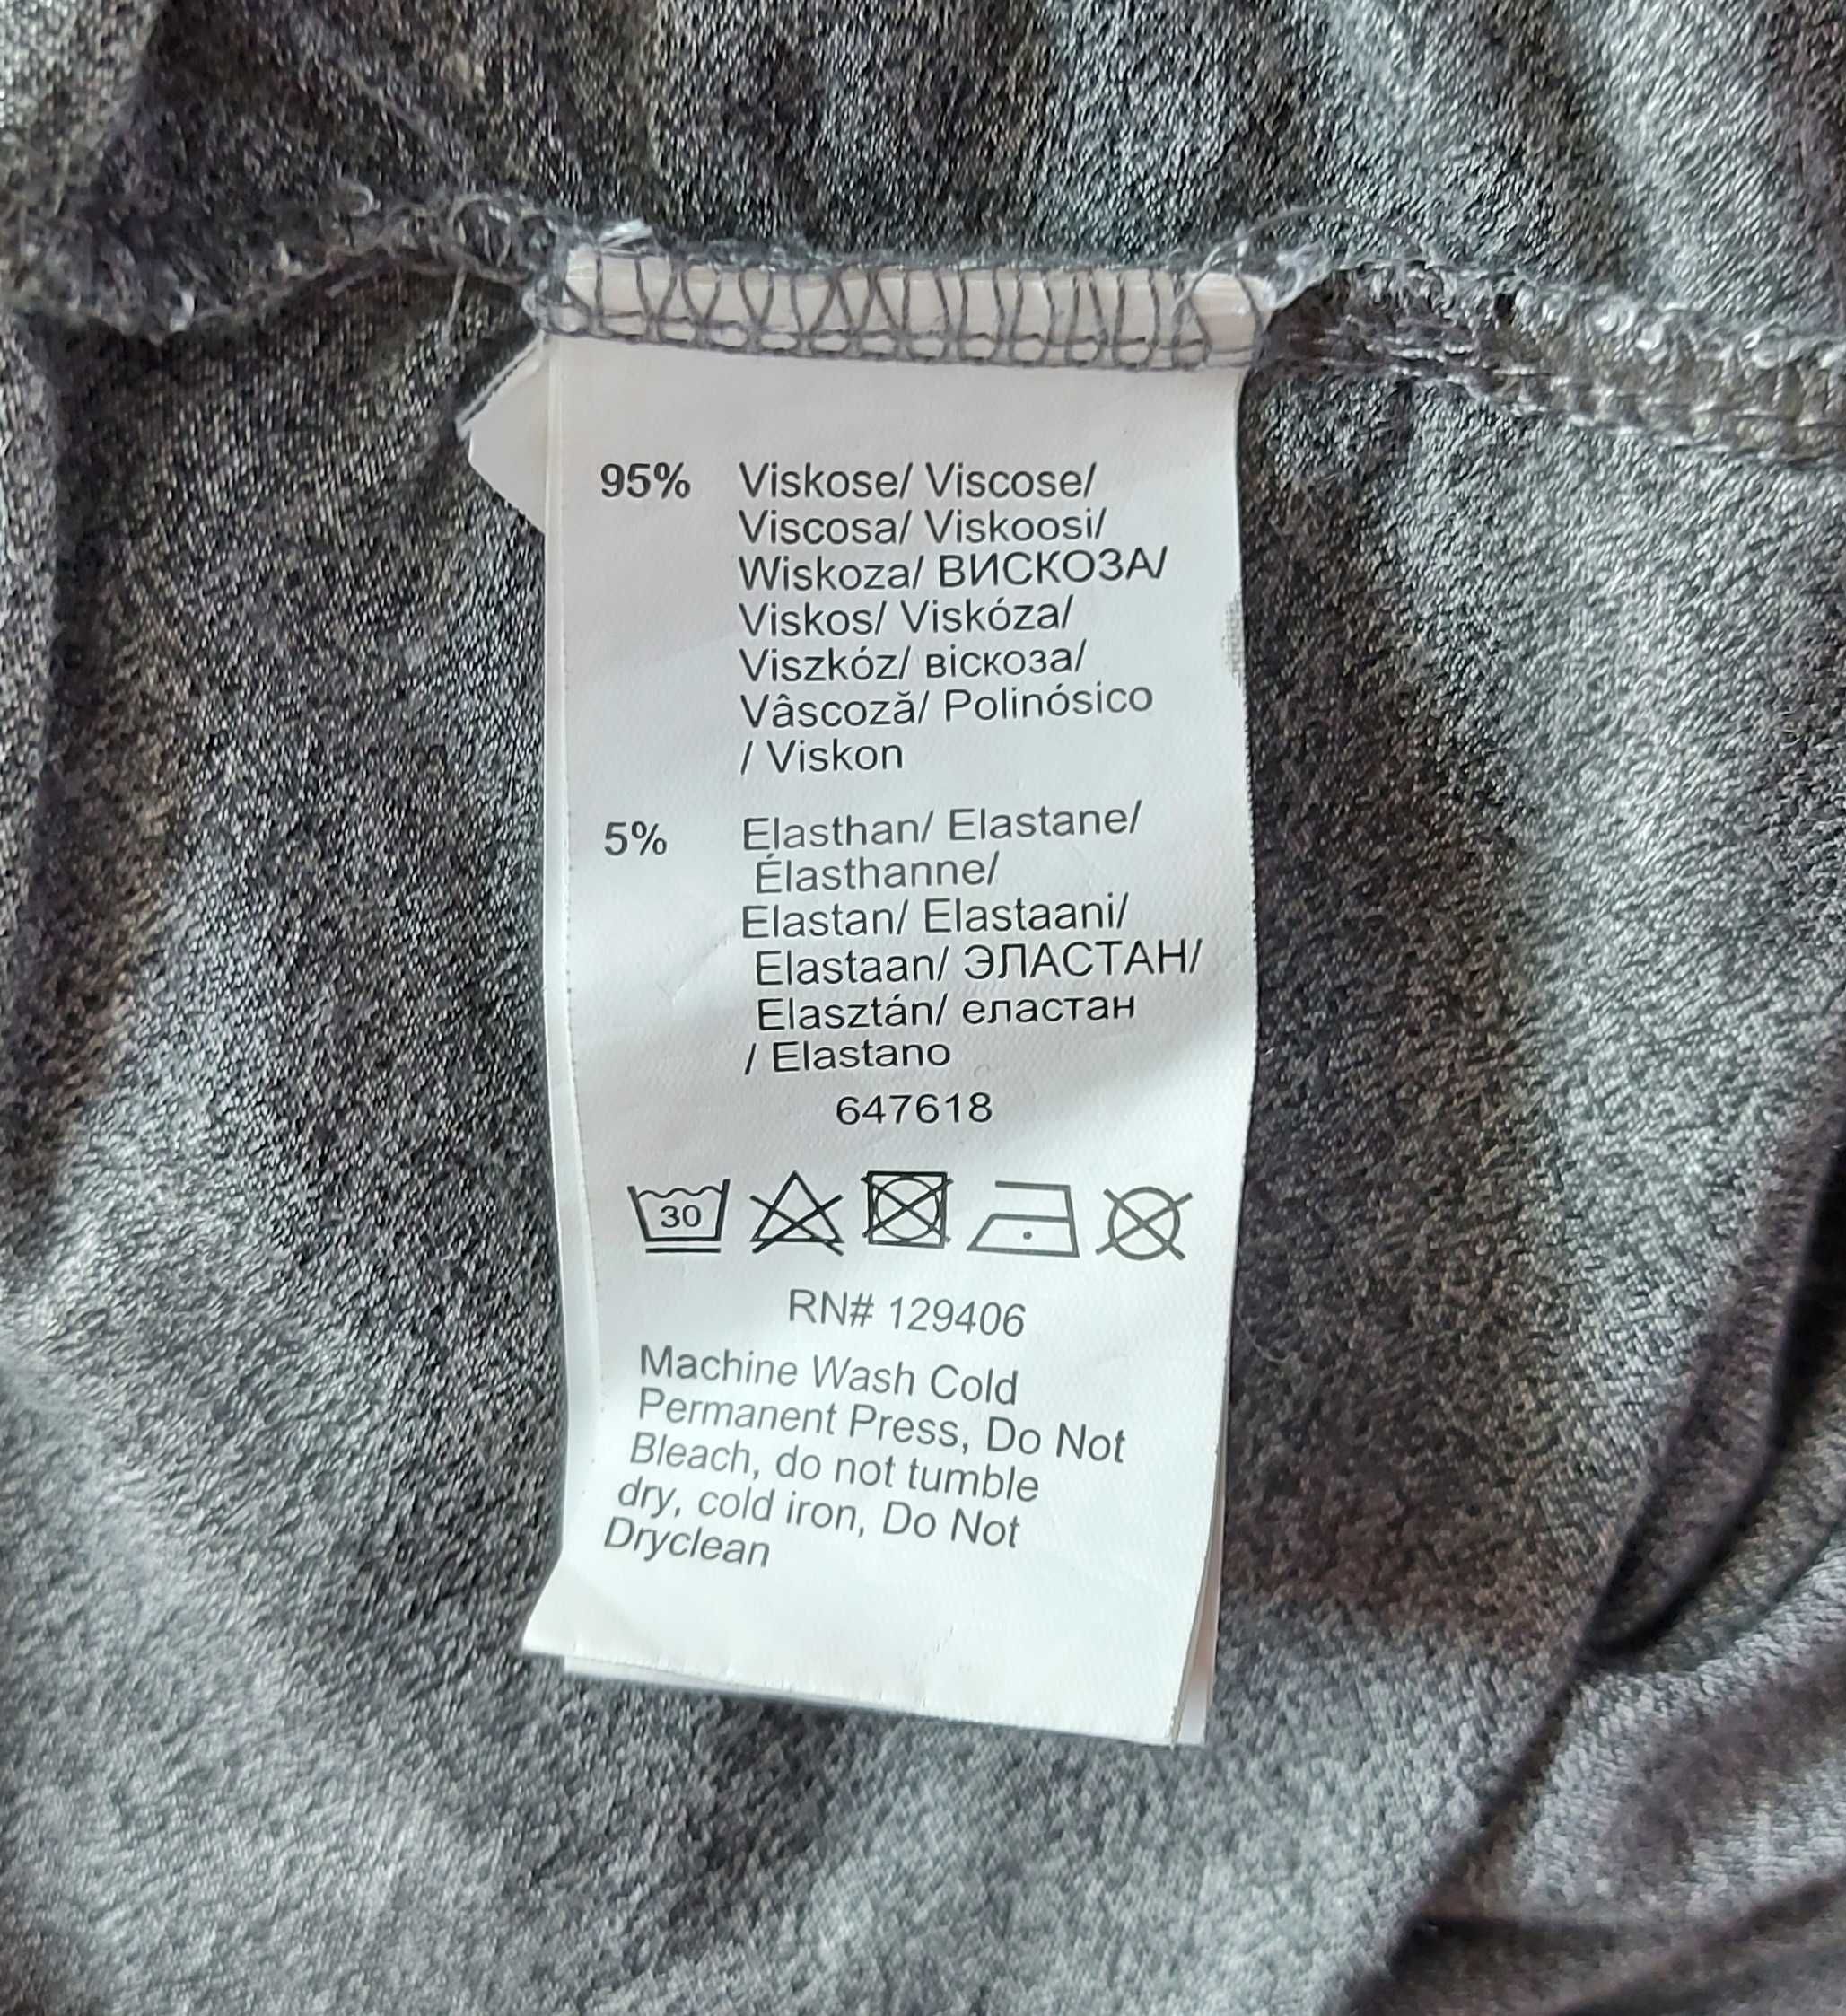 95% Viskose/ Viscose/
Viscosa/ Viskoosi/
Wiskoza/ ВИСКОЗА/
Viskos/ Viskóza/
Viszkóz/ віскоза/
Vâscoză/ Polinósico
/ Viskon
5% Elasthan/ Elastane/
Élasthanne/
Elastan/ Elastaani/
Elastaan/ ЭЛАСТАН/
Elasztán/ еластан
/ Elastano
647618
30
RN# 129406
Machine Wash Cold
Permanent Press, Do Not
Bleach, do not tumble
dry, cold iron, Do Not
Dryclean